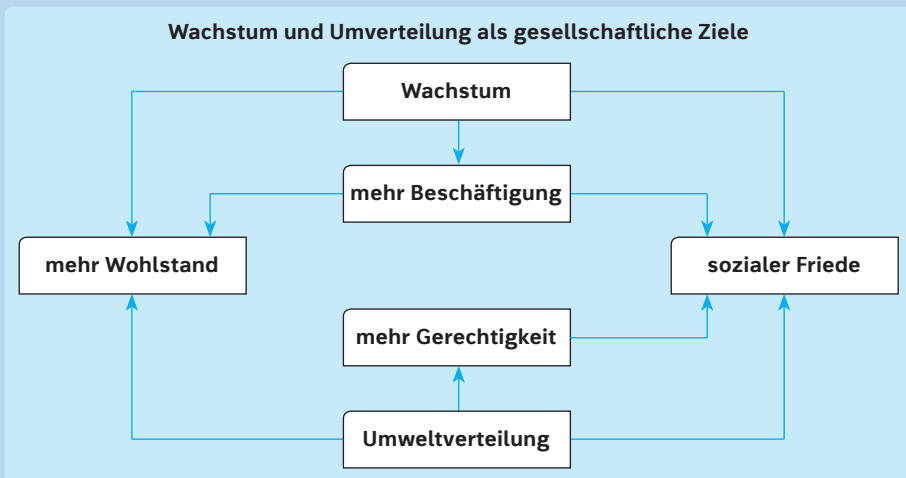 Wachstum und Umverteilung als gesellschaftliche Ziele
Wachstum
mehr Beschäftigung
mehr Wohlstand
sozialer Friede
mehr Gerechtigkeit
Umweltverteilung